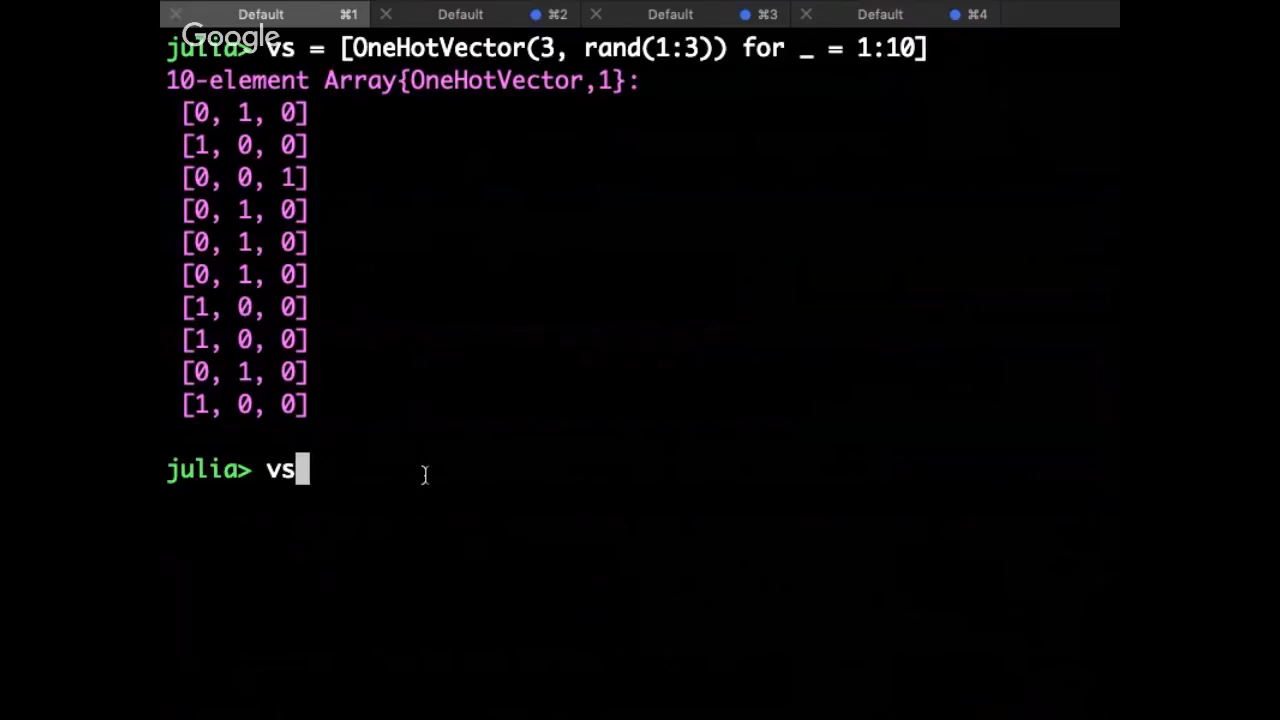 Default ⌘1 Default ⌘2 Default ⌘3 Default ⌘4
Google
julia> vs = [OneHotVector(3, rand(1:3)) for _ = 1:10]
10-element Array{OneHotVector,1}:
[0, 1, 0]
[1, 0, 0]
[0, 0, 1]
[0, 1, 0]
[0, 1, 0]
[0, 1, 0]
[1, 0, 0]
[1, 0, 0]
[0, 1, 0]
[1, 0, 0]
julia> vs